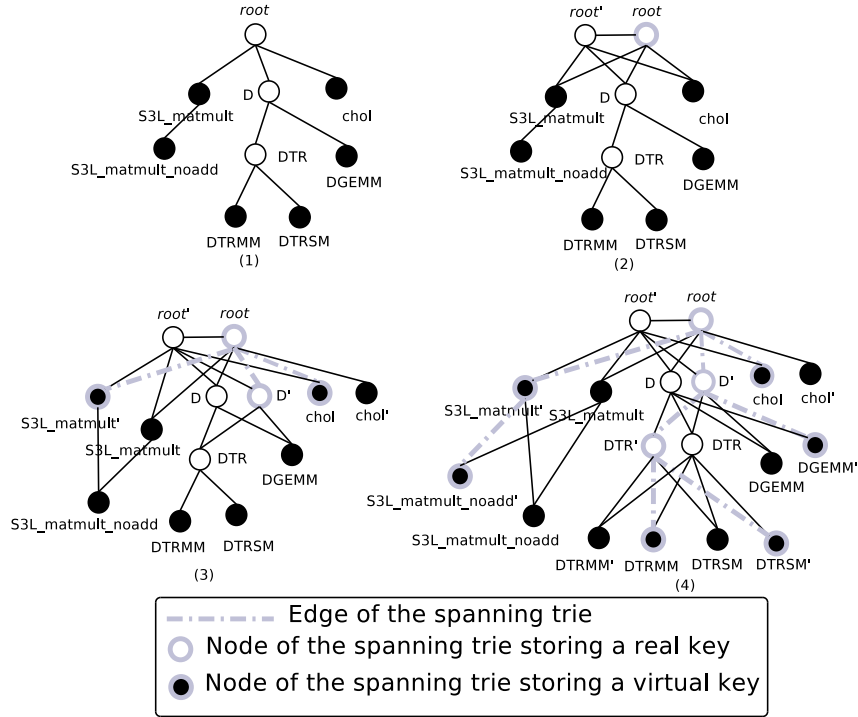 root
D
S3L_matmult
chol
DTR
S3L_matmult_noadd
DGEMM
DTRMM
DTRSM
(1)
root'
root
D
S3L_matmult
chol
DTR
S3L_matmult_noadd
DGEMM
DTRMM
DTRSM
(2)
root'
root
D
D'
S3L_matmult'
chol
chol'
S3L_matmult
DTR
DGEMM
S3L_matmult_noadd
DTRMM
DTRSM
(3)
root'
root
D
D'
S3L_matmult'
S3L_matmult
chol
chol'
DTR'
DTR
DGEMM'
DGEMM
S3L_matmult_noadd'
S3L_matmult_noadd
DTRMM'
DTRMM
DTRSM
DTRSM'
(4)
Edge of the spanning trie
Node of the spanning trie storing a real key
Node of the spanning trie storing a virtual key